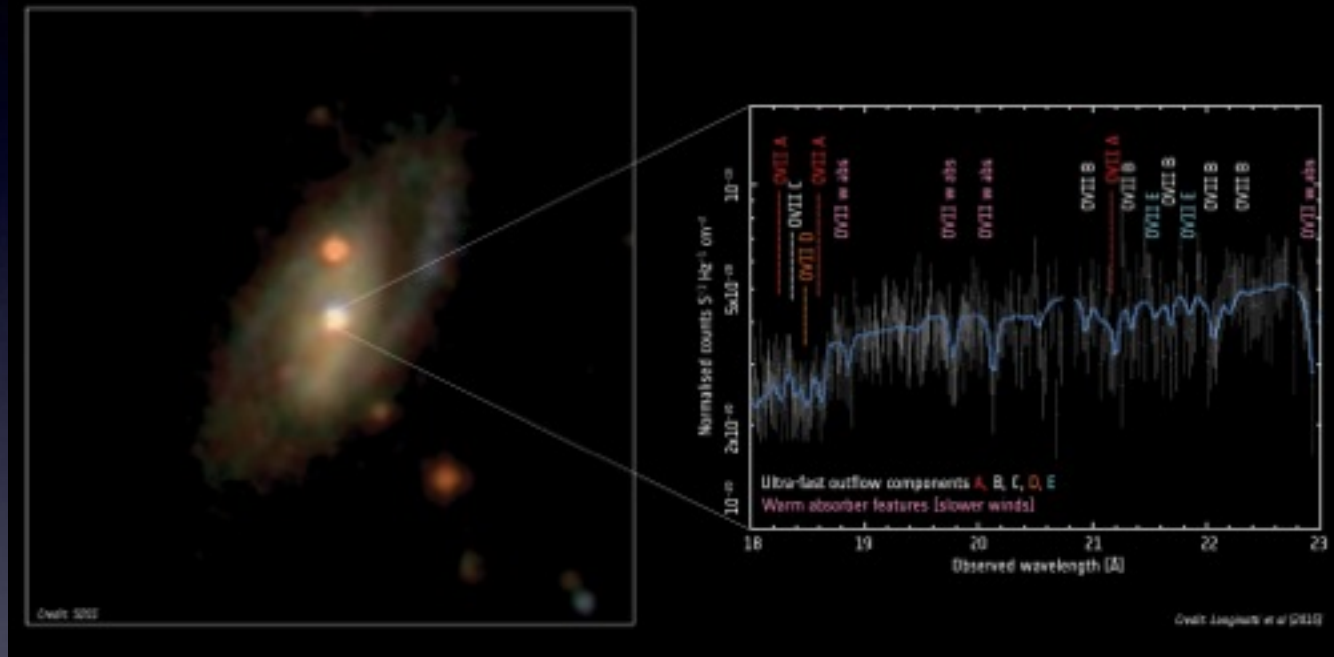 OVII A
OVII C
OVII D
OVII A
OVII w abs
OVII w abs
OVII w abs
OVII B
OVII A
OVII B
OVII E
OVII B
OVII E
OVII B
OVII B
OVII w abs
Normalised counts S⁻¹ Hz⁻¹ cm⁻²
Ultra-fast outflow components A, B, C, D, E
Warm absorber features [slower winds]
18 19 20 21 22 23
Observed wavelength [Å]
Credit: SDSS
Credit: Longinotti et al